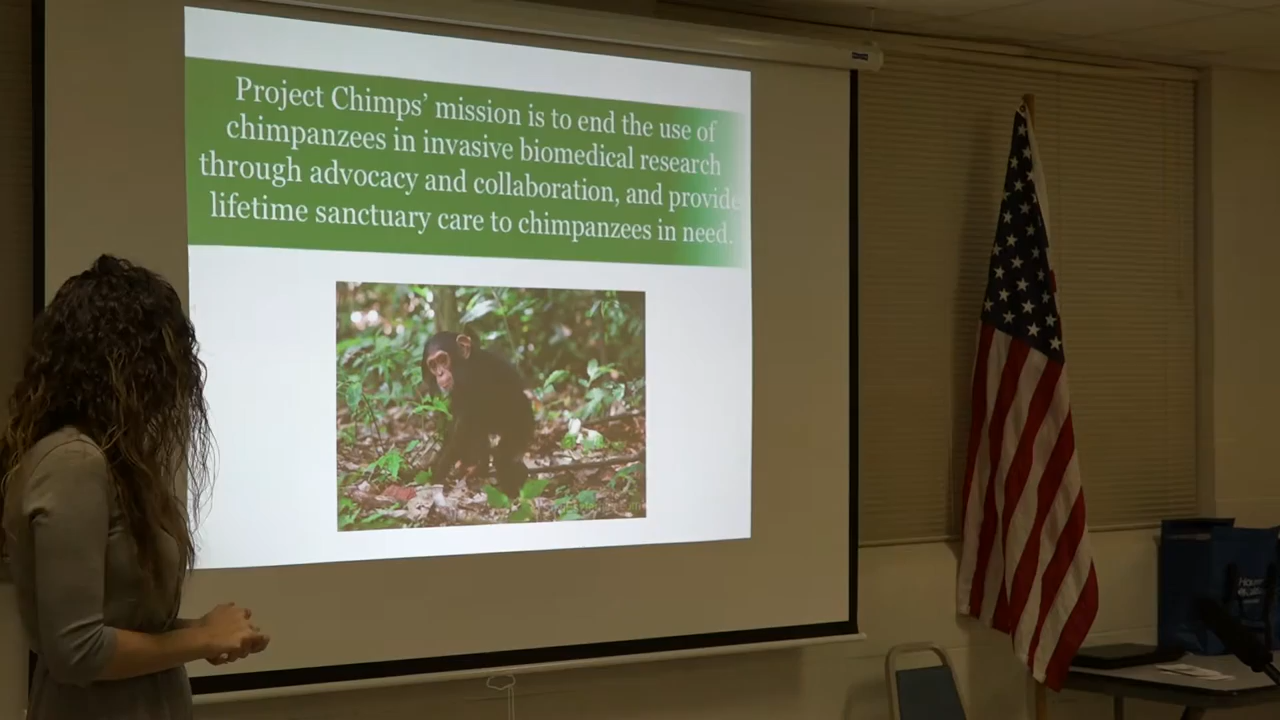 Project Chimps’ mission is to end the use of
chimpanzees in invasive biomedical research
through advocacy and collaboration, and provide
lifetime sanctuary care to chimpanzees in need.